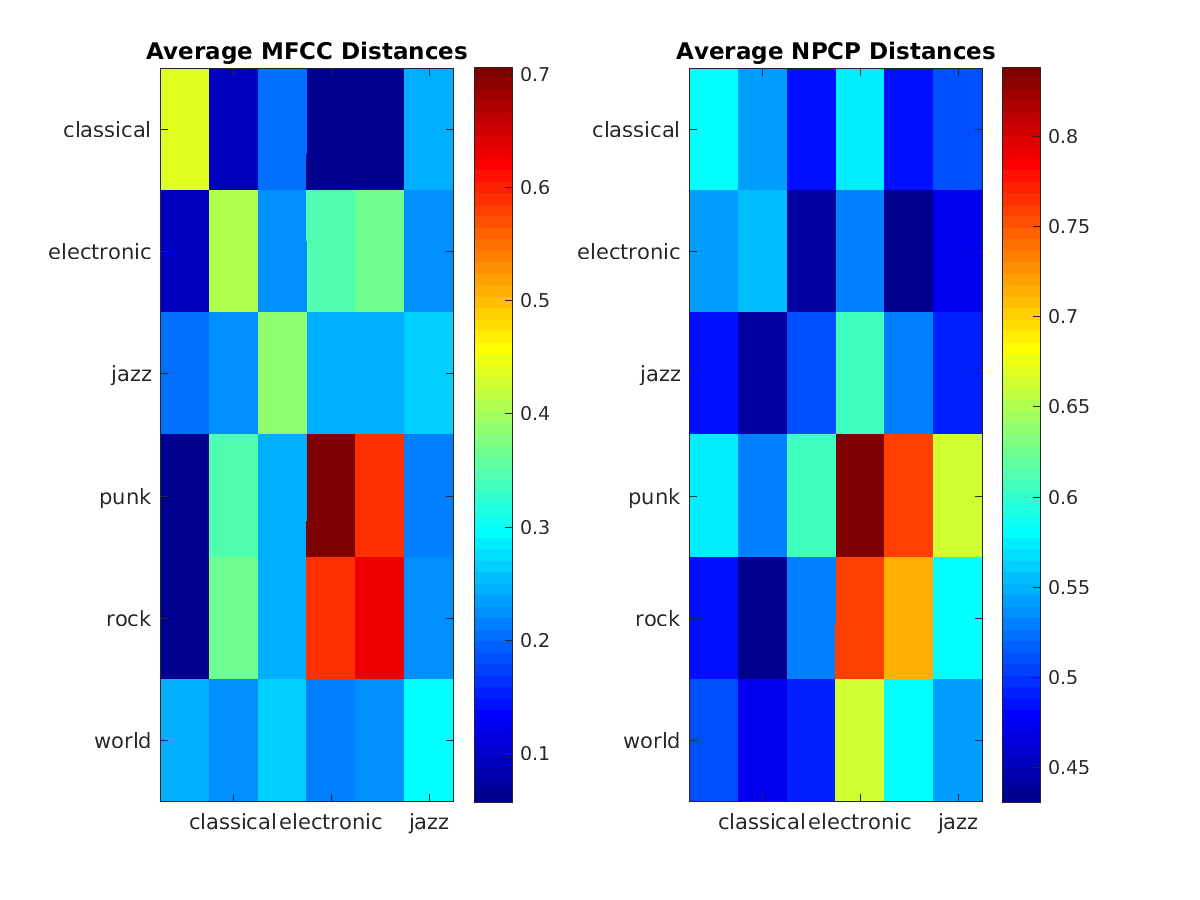 Average MFCC Distances
classical
electronic
jazz
punk
rock
world
classical electronic jazz
0.7
0.6
0.5
0.4
0.3
0.2
0.1
Average NPCP Distances
classical
electronic
jazz
punk
rock
world
classical electronic jazz
0.8
0.75
0.7
0.65
0.6
0.55
0.5
0.45